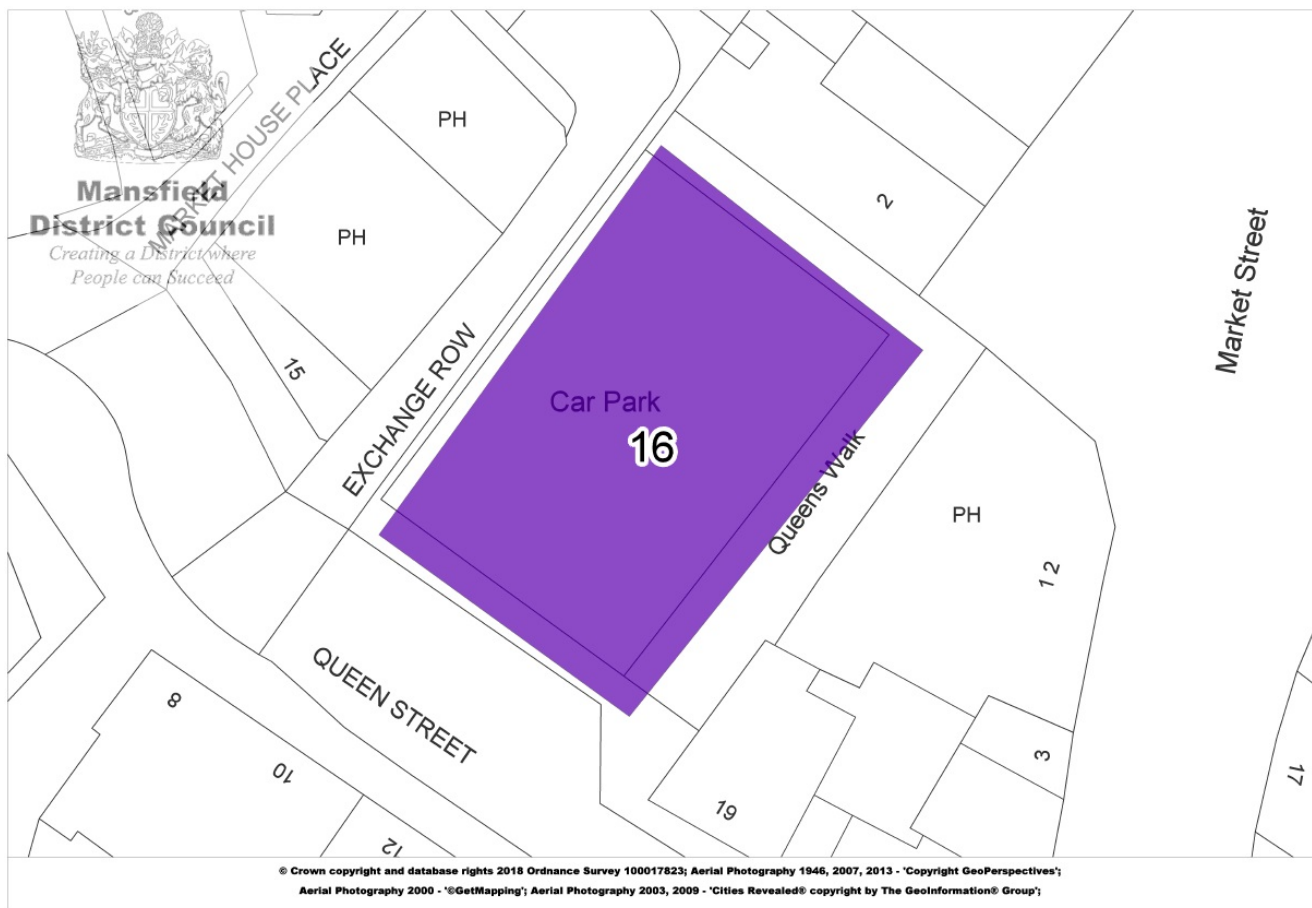 Mansfield
District Council
Creating a District where
People can Succeed
MARKET HOUSE PLACE
PH
PH
2
Market Street
15
EXCHANGE ROW
Car Park
16
Queens Walk
PH
1 2
QUEEN STREET
8
10
12
19
3
17
© Crown copyright and database rights 2018 Ordnance Survey 100017823; Aerial Photography 1946, 2007, 2013 - 'Copyright GeoPerspectives';
Aerial Photography 2000 - '©GetMapping'; Aerial Photography 2003, 2009 - 'Cities Revealed® copyright by The GeoInformation® Group';